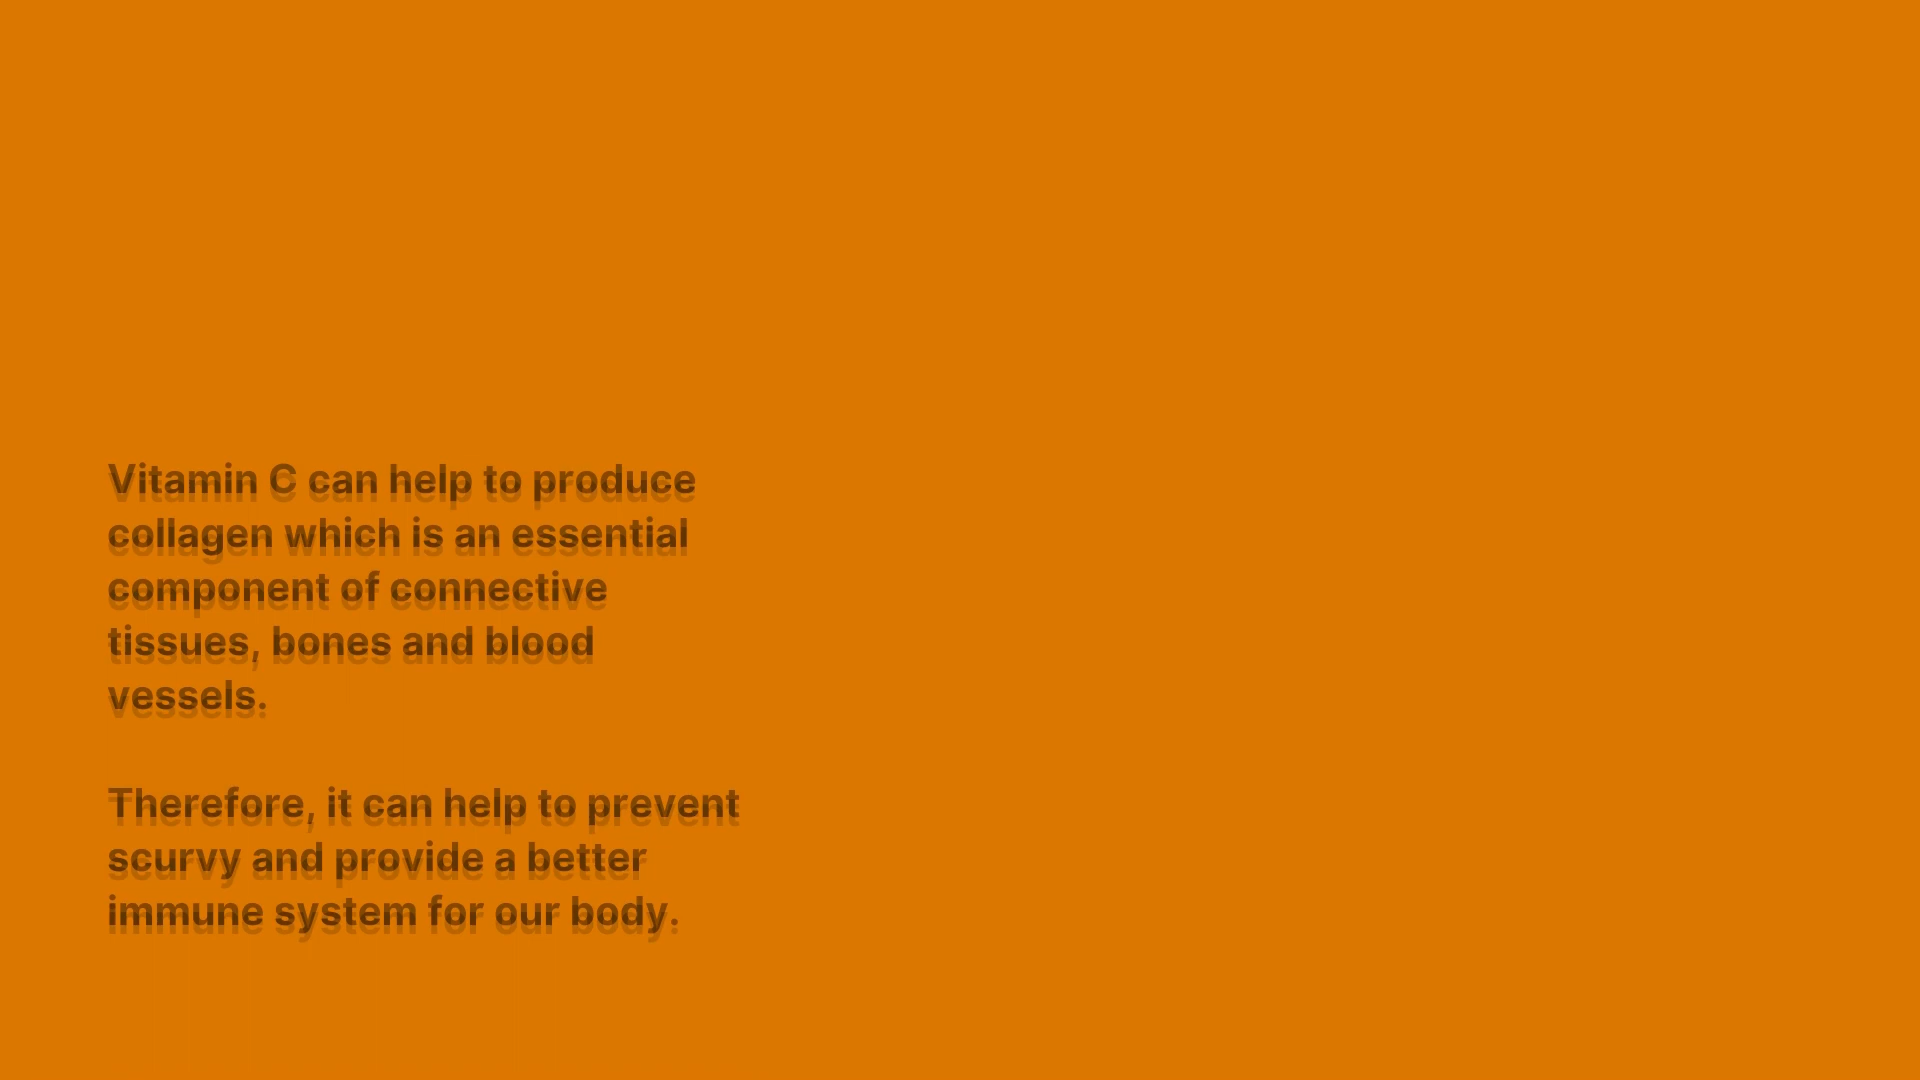 Vitamin C can help to produce
collagen which is an essential
component of connective
tissues, bones and blood
vessels.
Therefore, it can help to prevent
scurvy and provide a better
immune system for our body.